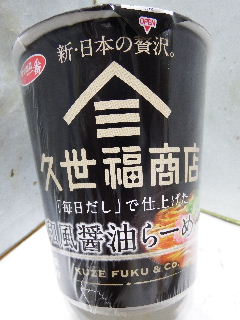 OPEN
新・日本の贅沢。
久世福商店
「毎日だし」で仕上げた
風醤油らーめん
KUZE FUKU & Co.